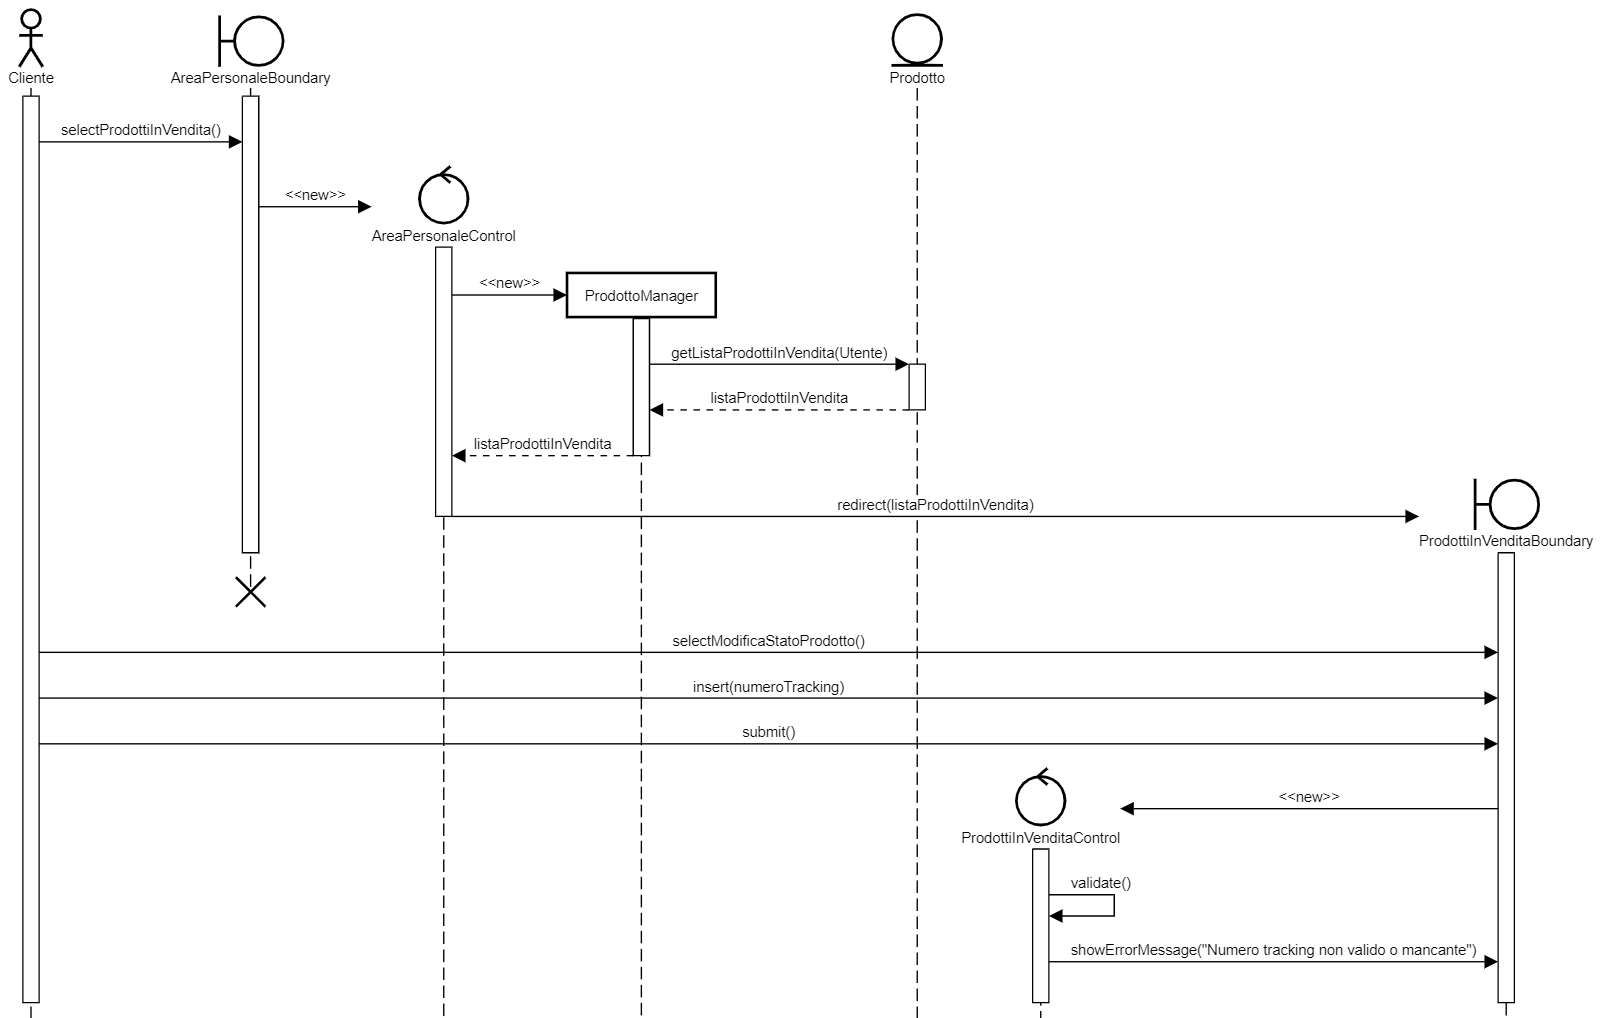 Cliente
AreaPersonaleBoundary
Prodotto
selectProdottiInVendita()
<<new>>
AreaPersonaleControl
<<new>>
ProdottoManager
getListaProdottiInVendita(Utente)
listaProdottiInVendita
listaProdottiInVendita
redirect(listaProdottiInVendita)
ProdottiInVenditaBoundary
selectModificaStatoProdotto()
insert(numeroTracking)
submit()
<<new>>
ProdottiInVenditaControl
validate()
showErrorMessage("Numero tracking non valido o mancante")